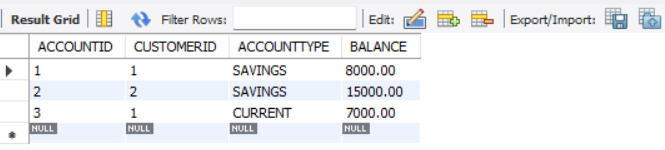 Result Grid Filter Rows: Edit: Export/Import:
ACCOUNTID CUSTOMERID ACCOUNTTYPE BALANCE
1 1 SAVINGS 8000.00
2 2 SAVINGS 15000.00
3 1 CURRENT 7000.00
NULL NULL NULL NULL